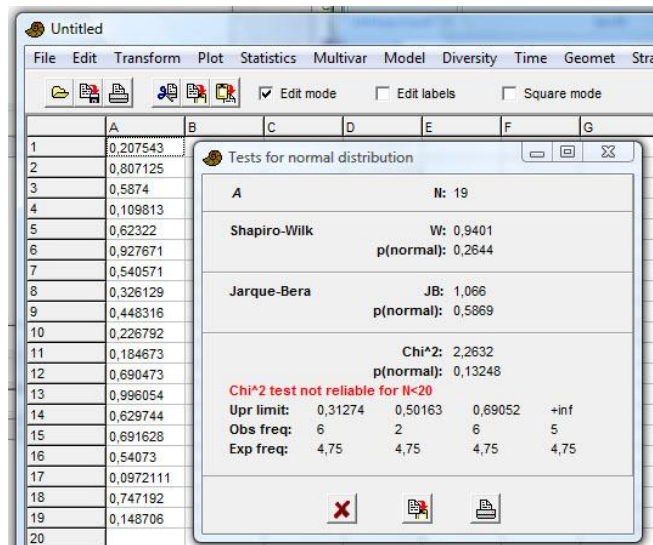 Untitled
File Edit Transform Plot Statistics Multivar Model Diversity Time Geomet Stra
Edit mode Edit labels Square mode
A B C D E F G
1 0,207543
2 0,807125
3 0,5874
4 0,109813
5 0,62322
6 0,927671
7 0,540571
8 0,326129
9 0,448316
10 0,226792
11 0,184673
12 0,690473
13 0,996054
14 0,629744
15 0,691628
16 0,54073
17 0,0972111
18 0,747192
19 0,148706
20
Tests for normal distribution
A N: 19
Shapiro-Wilk W: 0,9401
p(normal): 0,2644
Jarque-Bera JB: 1,066
p(normal): 0,5869
Chi^2: 2,2632
p(normal): 0,13248
Chi^2 test not reliable for N<20
Upr limit: 0,31274 0,50163 0,69052 +inf
Obs freq: 6 2 6 5
Exp freq: 4,75 4,75 4,75 4,75